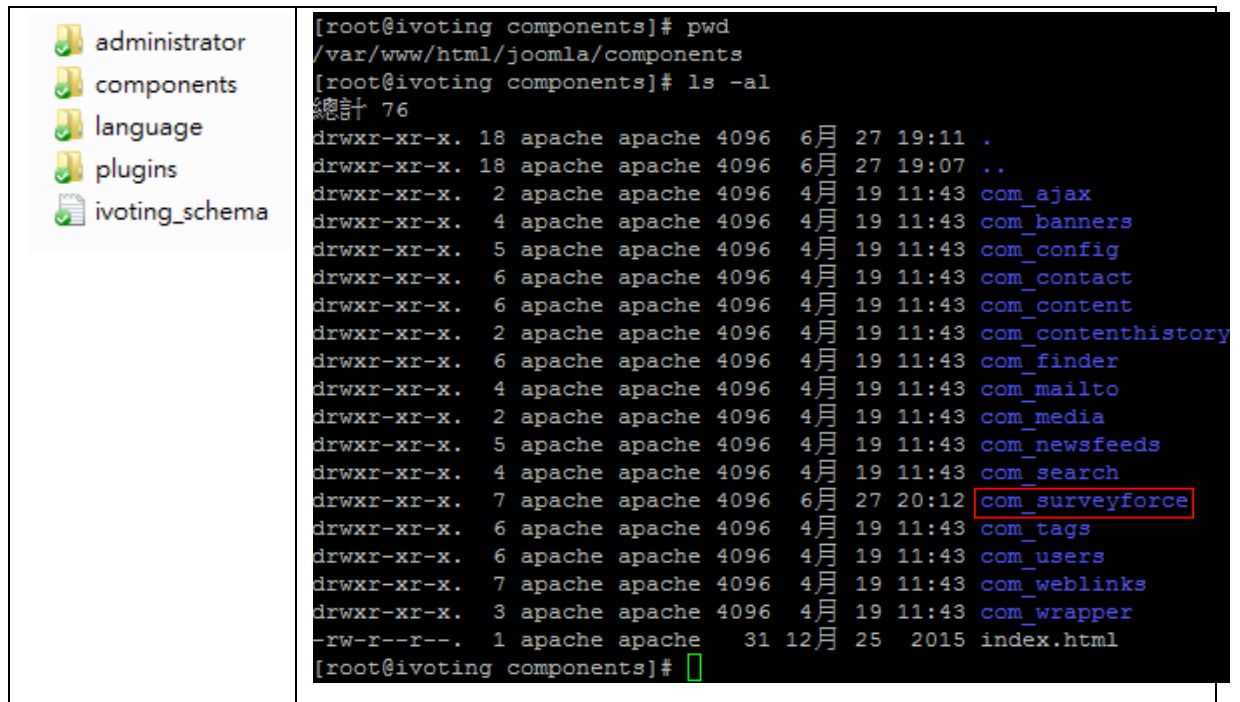 administrator
components
language
plugins
ivoting_schema
[root@ivoting components]# pwd
/var/www/html/joomla/components
[root@ivoting components]# ls -al
總計 76
drwxr-xr-x. 18 apache apache 4096  6月 27 19:11 .
drwxr-xr-x. 18 apache apache 4096  6月 27 19:07 ..
drwxr-xr-x.  2 apache apache 4096  4月 19 11:43 com_ajax
drwxr-xr-x.  4 apache apache 4096  4月 19 11:43 com_banners
drwxr-xr-x.  5 apache apache 4096  4月 19 11:43 com_config
drwxr-xr-x.  6 apache apache 4096  4月 19 11:43 com_contact
drwxr-xr-x.  6 apache apache 4096  4月 19 11:43 com_content
drwxr-xr-x.  2 apache apache 4096  4月 19 11:43 com_contenthistory
drwxr-xr-x.  6 apache apache 4096  4月 19 11:43 com_finder
drwxr-xr-x.  4 apache apache 4096  4月 19 11:43 com_mailto
drwxr-xr-x.  2 apache apache 4096  4月 19 11:43 com_media
drwxr-xr-x.  5 apache apache 4096  4月 19 11:43 com_newsfeeds
drwxr-xr-x.  4 apache apache 4096  4月 19 11:43 com_search
drwxr-xr-x.  7 apache apache 4096  6月 27 20:12 com_surveyforce
drwxr-xr-x.  6 apache apache 4096  4月 19 11:43 com_tags
drwxr-xr-x.  6 apache apache 4096  4月 19 11:43 com_users
drwxr-xr-x.  7 apache apache 4096  4月 19 11:43 com_weblinks
drwxr-xr-x.  3 apache apache 4096  4月 19 11:43 com_wrapper
-rw-r--r--.  1 apache apache   31 12月 25  2015 index.html
[root@ivoting components]#